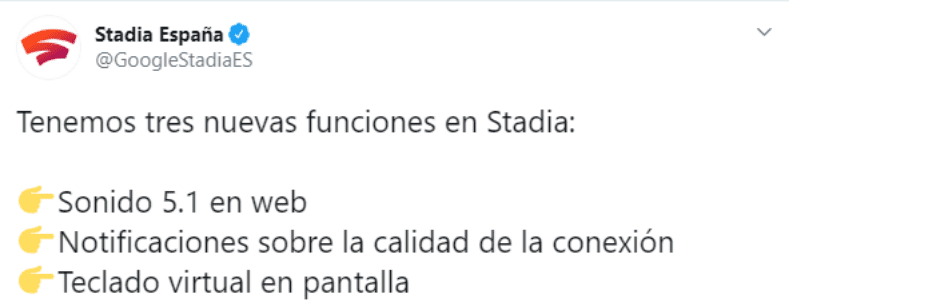 Stadia España
@GoogleStadiaES
Tenemos tres nuevas funciones en Stadia:
👉Sonido 5.1 en web
👉Notificaciones sobre la calidad de la conexión
👉Teclado virtual en pantalla